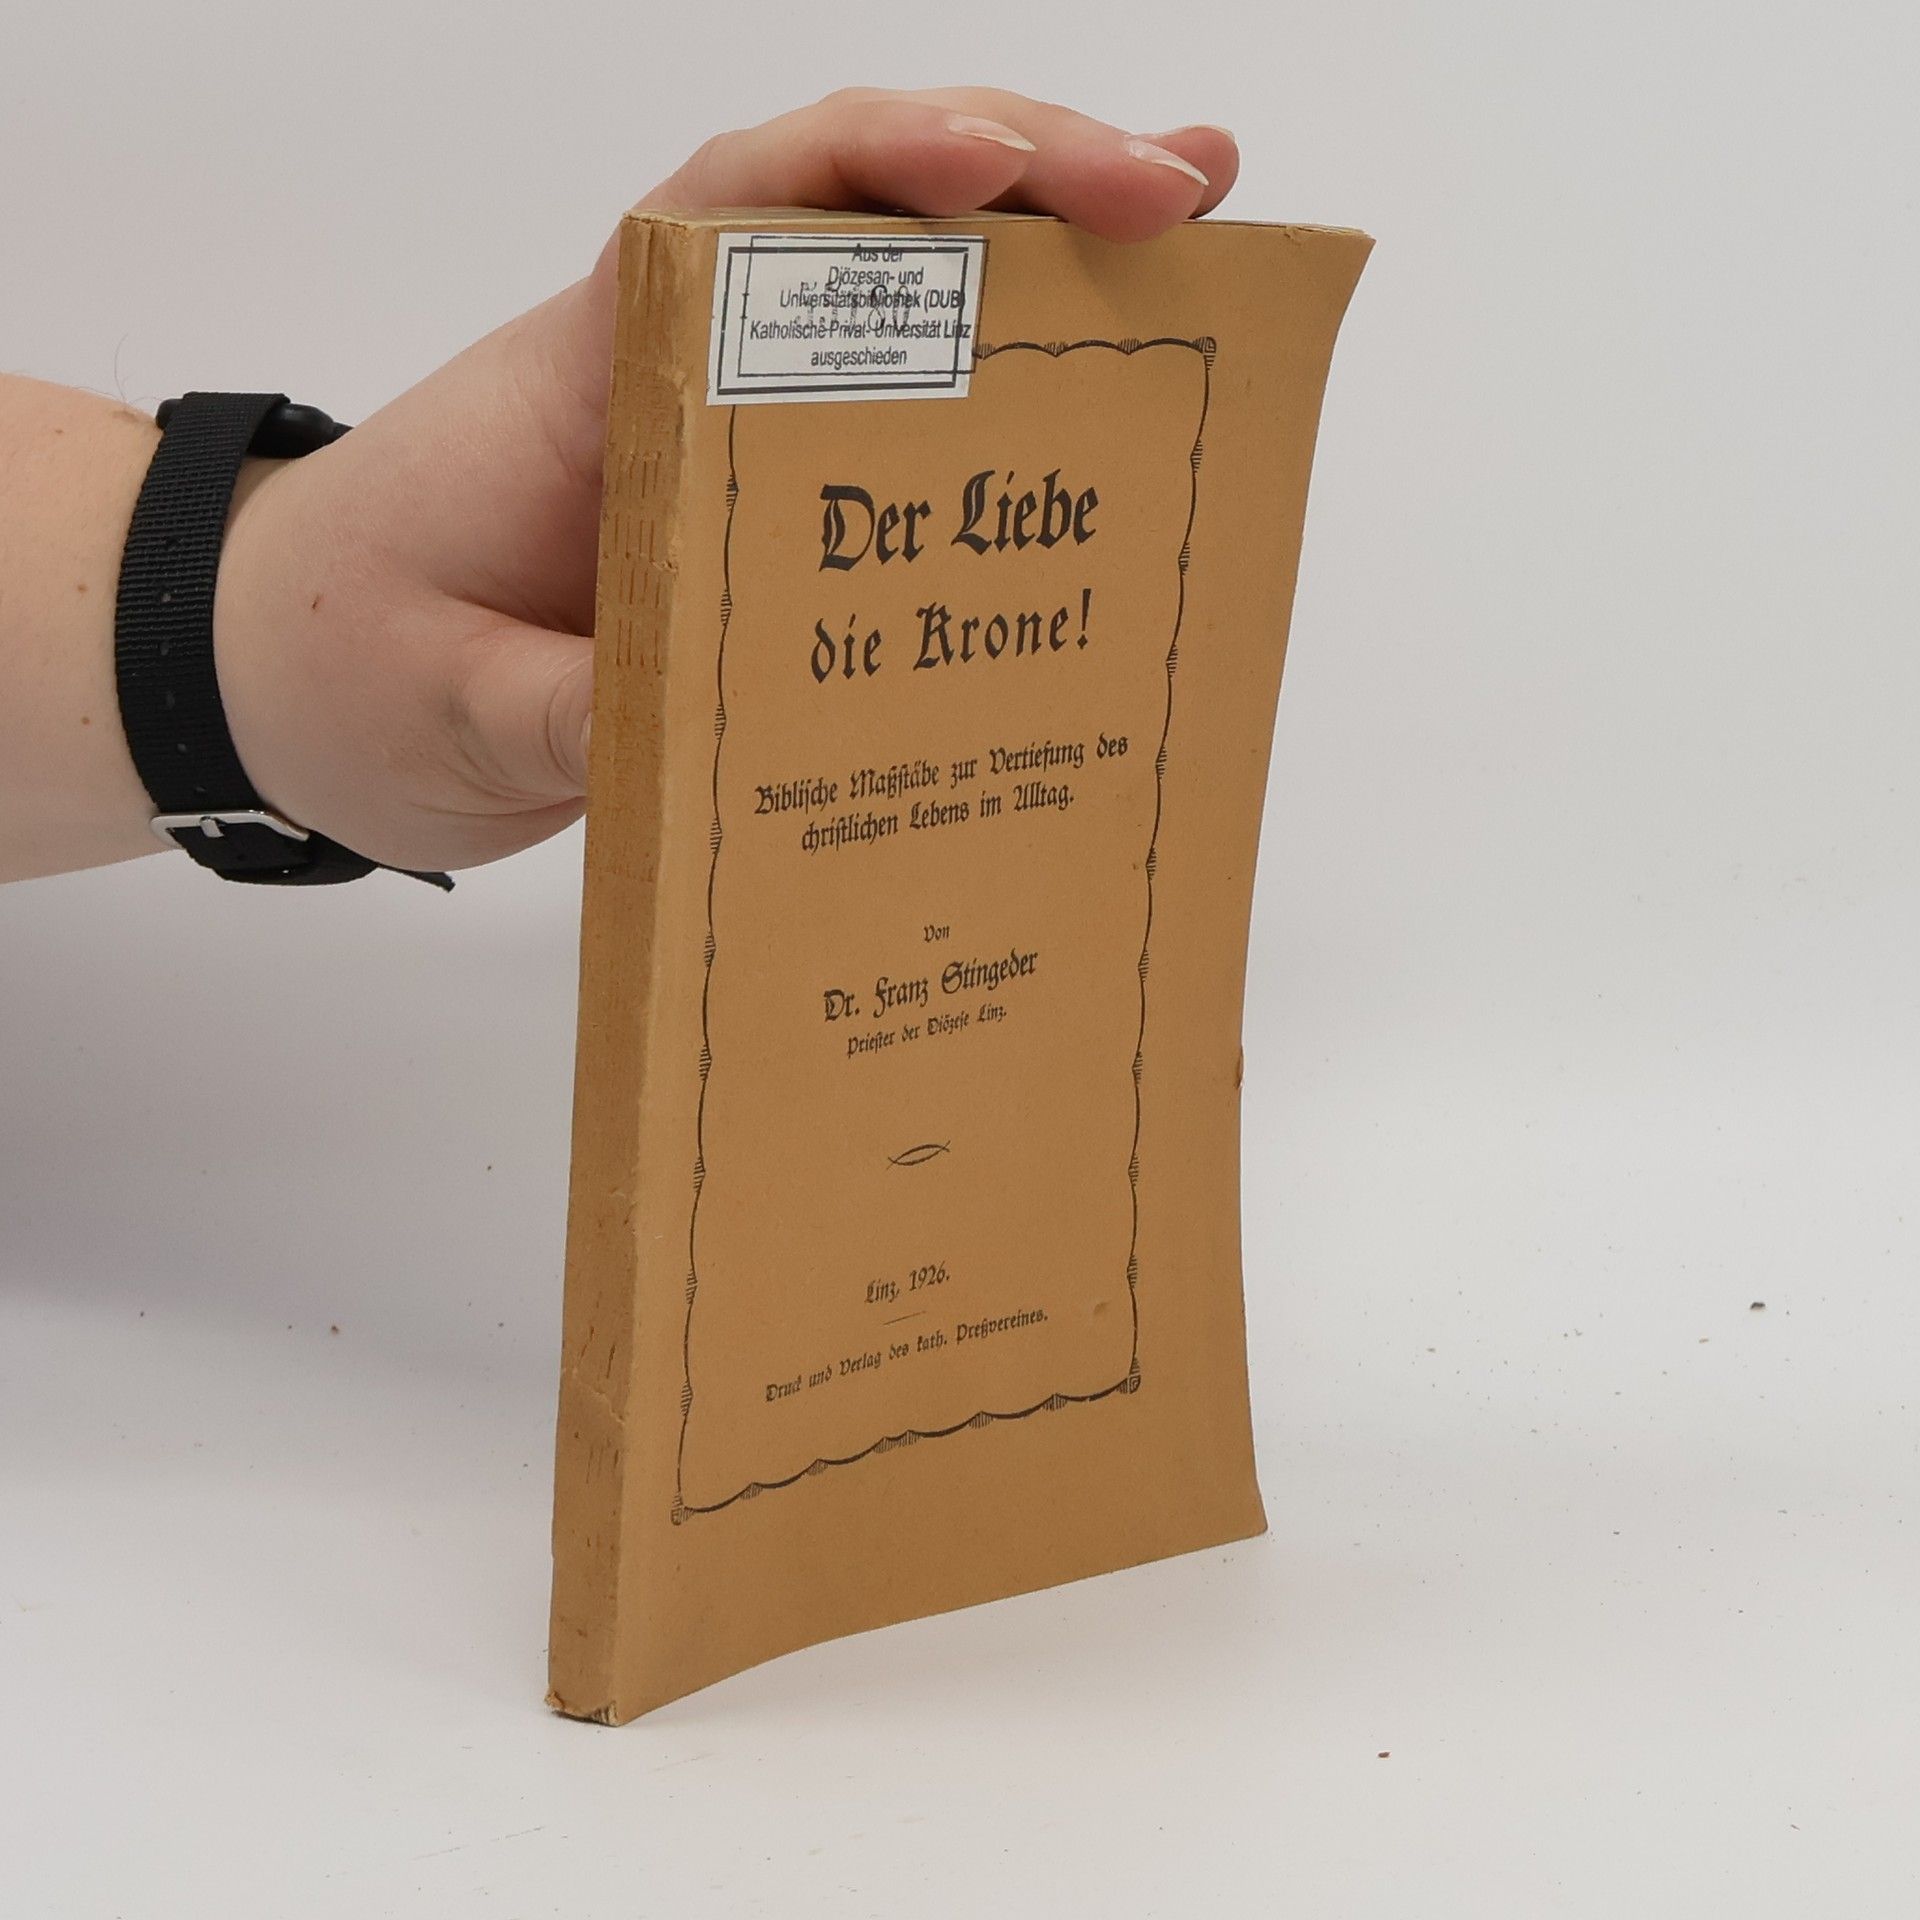 Aus der
Diözesan- und
Universitätsbibliothek (DUB)
Katholische Privat-Universität Linz
ausgeschieden
Der Liebe
die Krone!
Biblische Maßstäbe zur Vertiefung des
christlichen Lebens im Alltag.
Von
Dr. Franz Stingeder
Priester der Diözese Linz.
Linz, 1926.
Druck und Verlag des kath. Preßvereines.